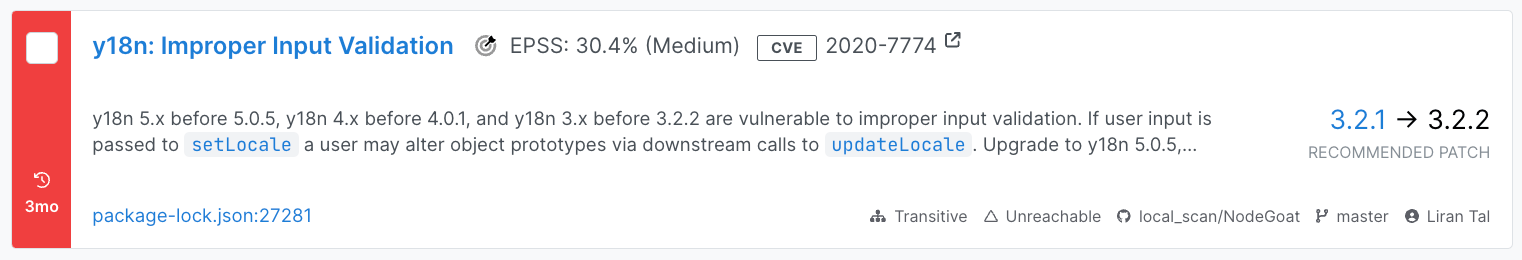 y18n: Improper Input Validation EPSS: 30.4% (Medium) CVE 2020-7774
y18n 5.x before 5.0.5, y18n 4.x before 4.0.1, and y18n 3.x before 3.2.2 are vulnerable to improper input validation. If user input is
passed to setLocale a user may alter object prototypes via downstream calls to updateLocale. Upgrade to y18n 5.0.5,...
3.2.1 → 3.2.2
RECOMMENDED PATCH
3mo
package-lock.json:27281
Transitive Unreachable local_scan/NodeGoat master Liran Tal